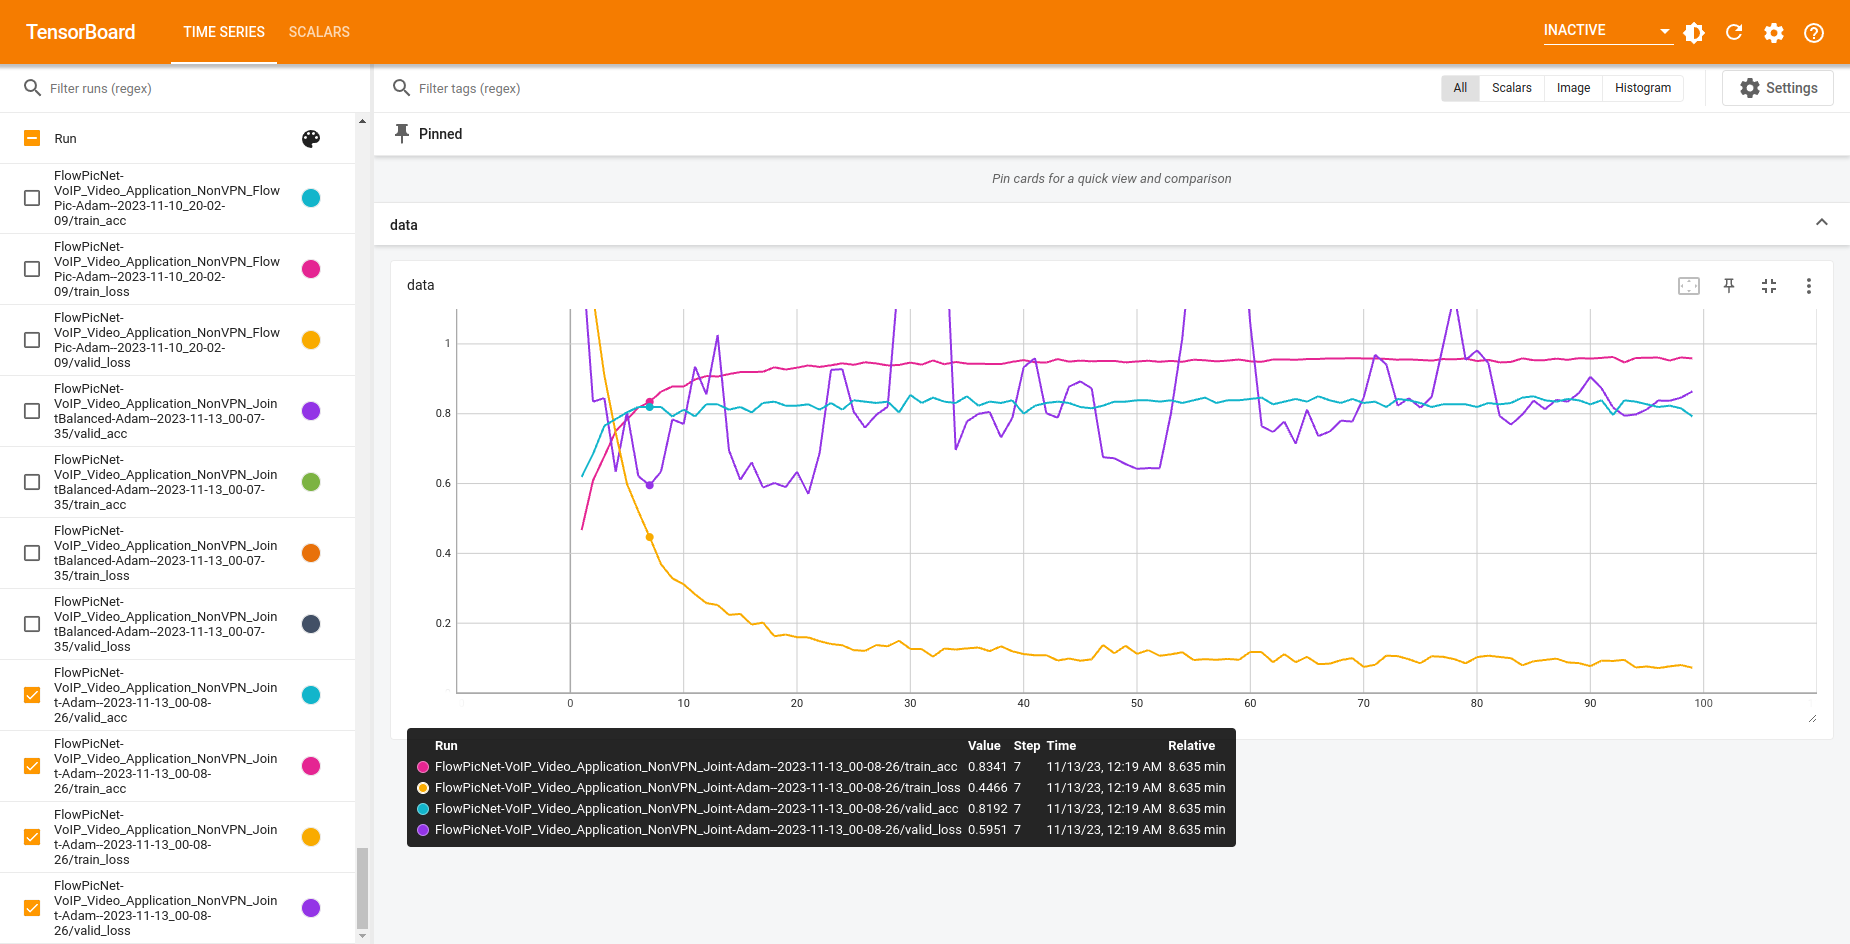 TensorBoard
TIME SERIES
SCALARS
INACTIVE
Filter runs (regex)
Filter tags (regex)
All
Scalars
Image
Histogram
Settings
Run
FlowPicNet-
VoIP_Video_Application_NonVPN_Flow
Pic-Adam--2023-11-10_20-02-
09/train_acc
FlowPicNet-
VoIP_Video_Application_NonVPN_Flow
Pic-Adam--2023-11-10_20-02-
09/train_loss
FlowPicNet-
VoIP_Video_Application_NonVPN_Flow
Pic-Adam--2023-11-10_20-02-
09/valid_loss
FlowPicNet-
VoIP_Video_Application_NonVPN_Join
tBalanced-Adam--2023-11-13_00-07-
35/valid_acc
FlowPicNet-
VoIP_Video_Application_NonVPN_Join
tBalanced-Adam--2023-11-13_00-07-
35/train_acc
FlowPicNet-
VoIP_Video_Application_NonVPN_Join
tBalanced-Adam--2023-11-13_00-07-
35/train_loss
FlowPicNet-
VoIP_Video_Application_NonVPN_Join
tBalanced-Adam--2023-11-13_00-07-
35/valid_loss
FlowPicNet-
VoIP_Video_Application_NonVPN_Join
t-Adam--2023-11-13_00-08-
26/valid_acc
FlowPicNet-
VoIP_Video_Application_NonVPN_Join
t-Adam--2023-11-13_00-08-
26/train_acc
FlowPicNet-
VoIP_Video_Application_NonVPN_Join
t-Adam--2023-11-13_00-08-
26/train_loss
FlowPicNet-
VoIP_Video_Application_NonVPN_Join
t-Adam--2023-11-13_00-08-
26/valid_loss
Pinned
Pin cards for a quick view and comparison
data
data
1
0.8
0.6
0.4
0.2
0 10 20 30 40 50 60 70 80 90 100
Run Value Step Time Relative
FlowPicNet-VoIP_Video_Application_NonVPN_Joint-Adam--2023-11-13_00-08-26/train_acc 0.8341 7 11/13/23, 12:19 AM 8.635 min
FlowPicNet-VoIP_Video_Application_NonVPN_Joint-Adam--2023-11-13_00-08-26/train_loss 0.4466 7 11/13/23, 12:19 AM 8.635 min
FlowPicNet-VoIP_Video_Application_NonVPN_Joint-Adam--2023-11-13_00-08-26/valid_acc 0.8192 7 11/13/23, 12:19 AM 8.635 min
FlowPicNet-VoIP_Video_Application_NonVPN_Joint-Adam--2023-11-13_00-08-26/valid_loss 0.5951 7 11/13/23, 12:19 AM 8.635 min